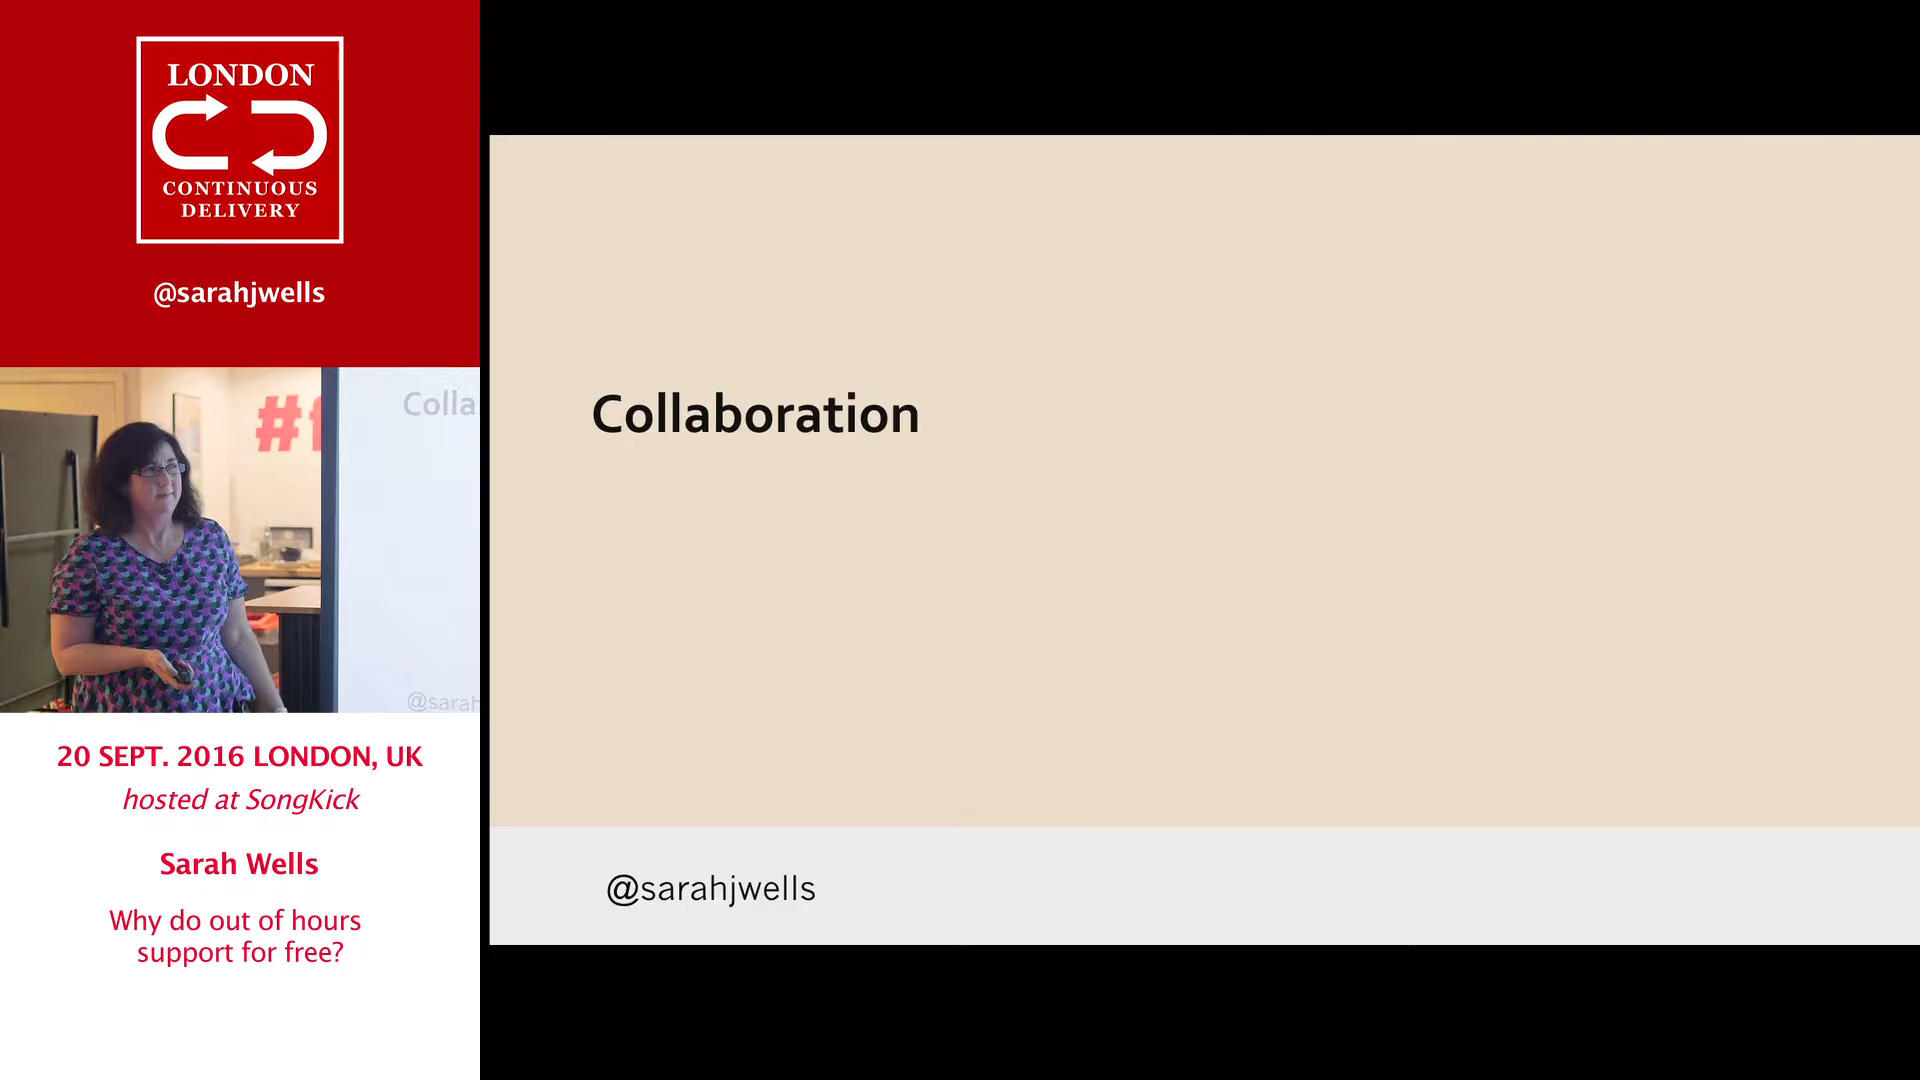 LONDON
CONTINUOUS
DELIVERY
@sarahjwells
#f
Colla
@sarah
20 SEPT. 2016 LONDON, UK
hosted at SongKick
Sarah Wells
Why do out of hours
support for free?
Collaboration
@sarahjwells